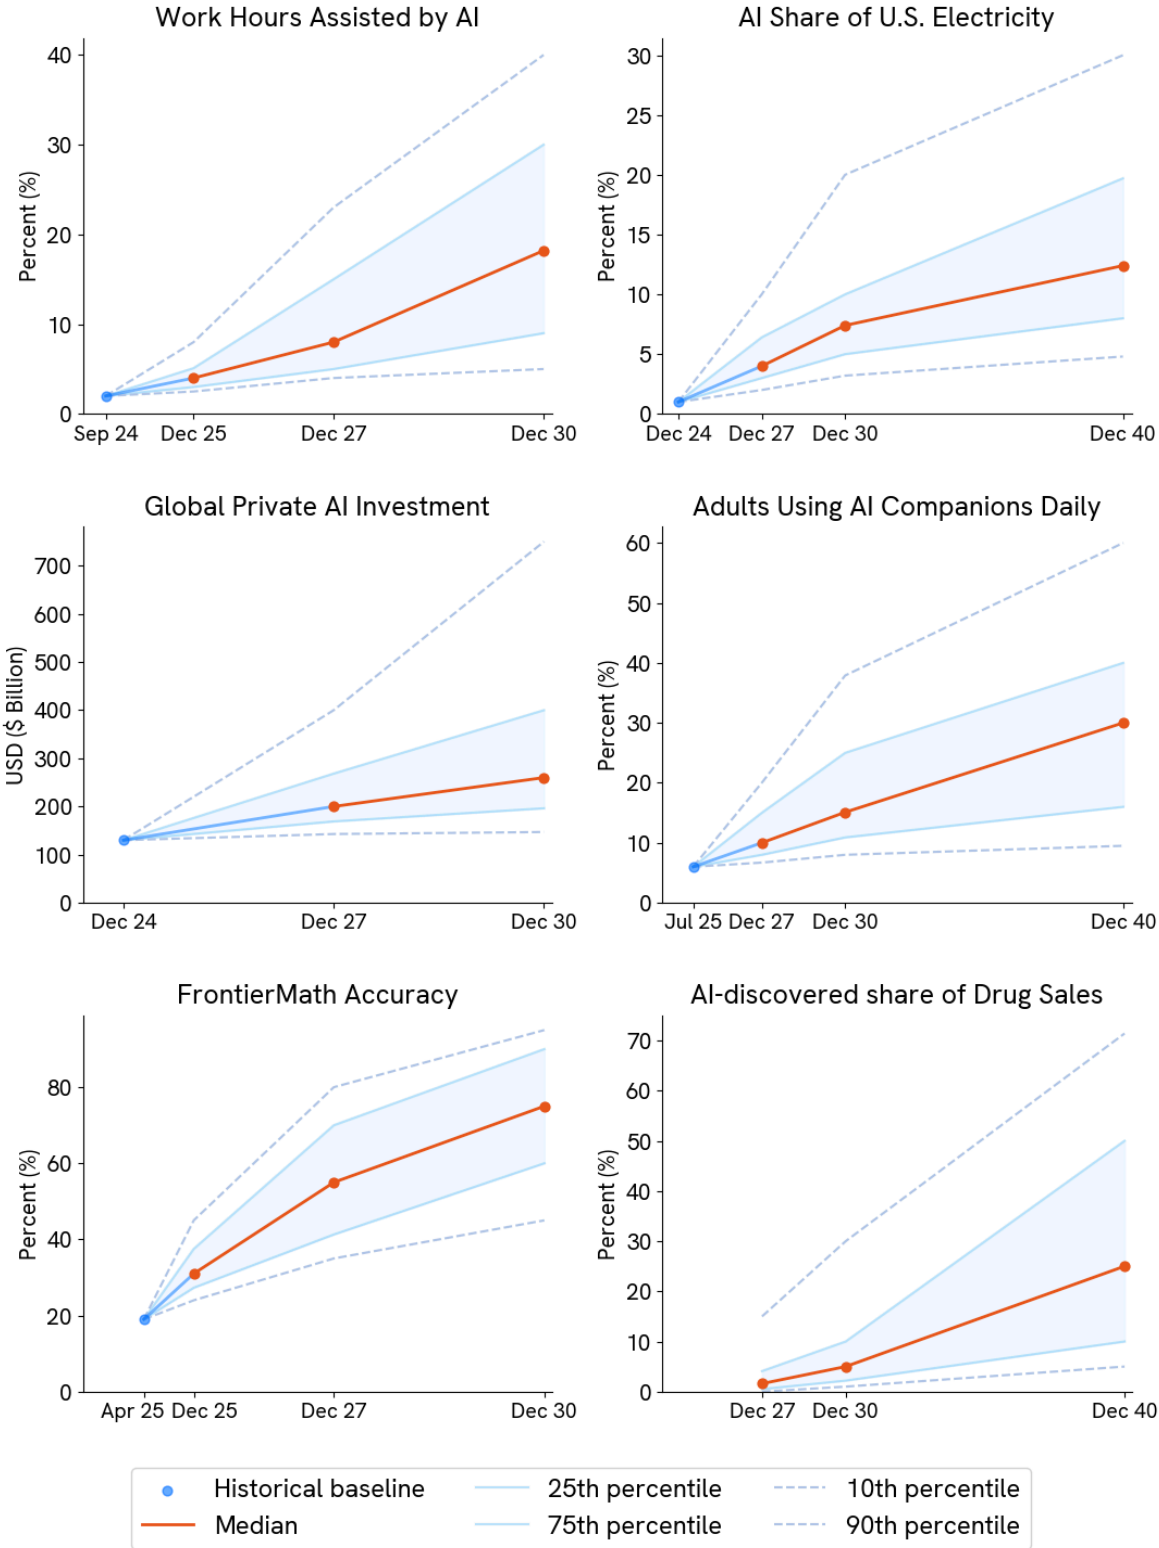 Work Hours Assisted by AI
Percent (%)
40
30
20
10
0
Sep 24 Dec 25 Dec 27 Dec 30
AI Share of U.S. Electricity
Percent (%)
30
25
20
15
10
5
0
Dec 24 Dec 27 Dec 30 Dec 40
Global Private AI Investment
USD ($ Billion)
700
600
500
400
300
200
100
0
Dec 24 Dec 27 Dec 30
Adults Using AI Companions Daily
Percent (%)
60
50
40
30
20
10
0
Jul 25 Dec 27 Dec 30 Dec 40
FrontierMath Accuracy
Percent (%)
80
60
40
20
0
Apr 25 Dec 25 Dec 27 Dec 30
AI-discovered share of Drug Sales
Percent (%)
70
60
50
40
30
20
10
0
Dec 27 Dec 30 Dec 40
Historical baseline 25th percentile 10th percentile
Median 75th percentile 90th percentile